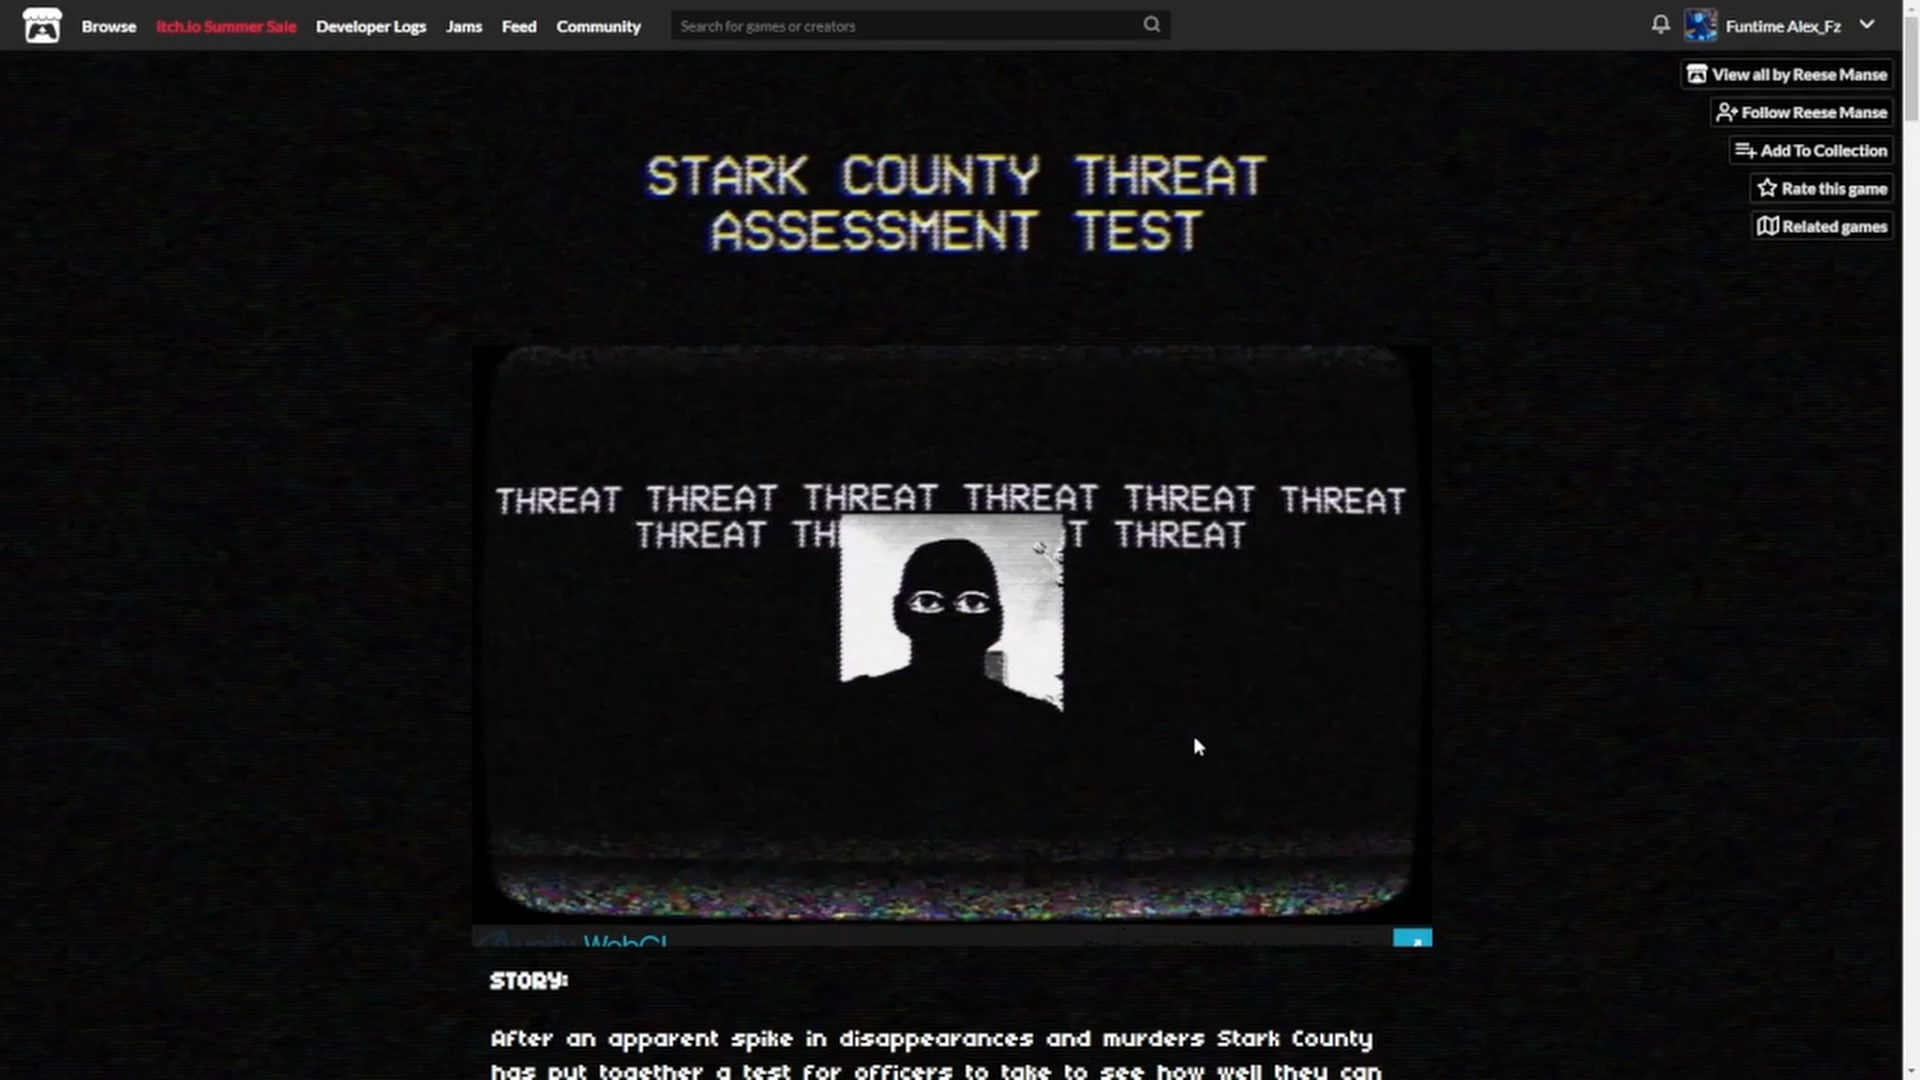 Browse Itch.io Summer Sale Developer Logs Jams Feed Community Search for games or creators Funtime Alex_Fz
View all by Reese Manse
Follow Reese Manse
Add To Collection
Rate this game
Related games
STARK COUNTY THREAT
ASSESSMENT TEST
THREAT THREAT THREAT THREAT THREAT THREAT
THREAT TH T THREAT
unity WebGL
STORY:
After an apparent spike in disappearances and murders Stark County
has put together a test for officers to take to see how well they can